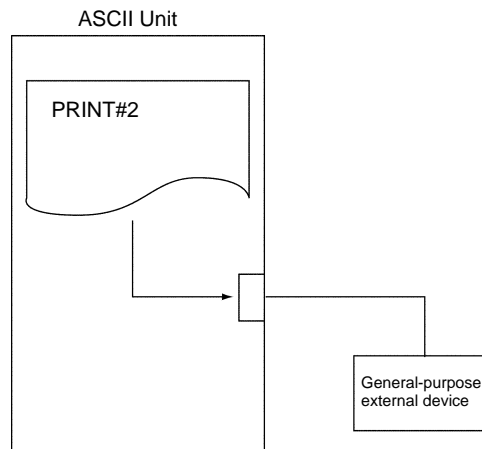 ASCII Unit
PRINT#2
General-purpose
external device